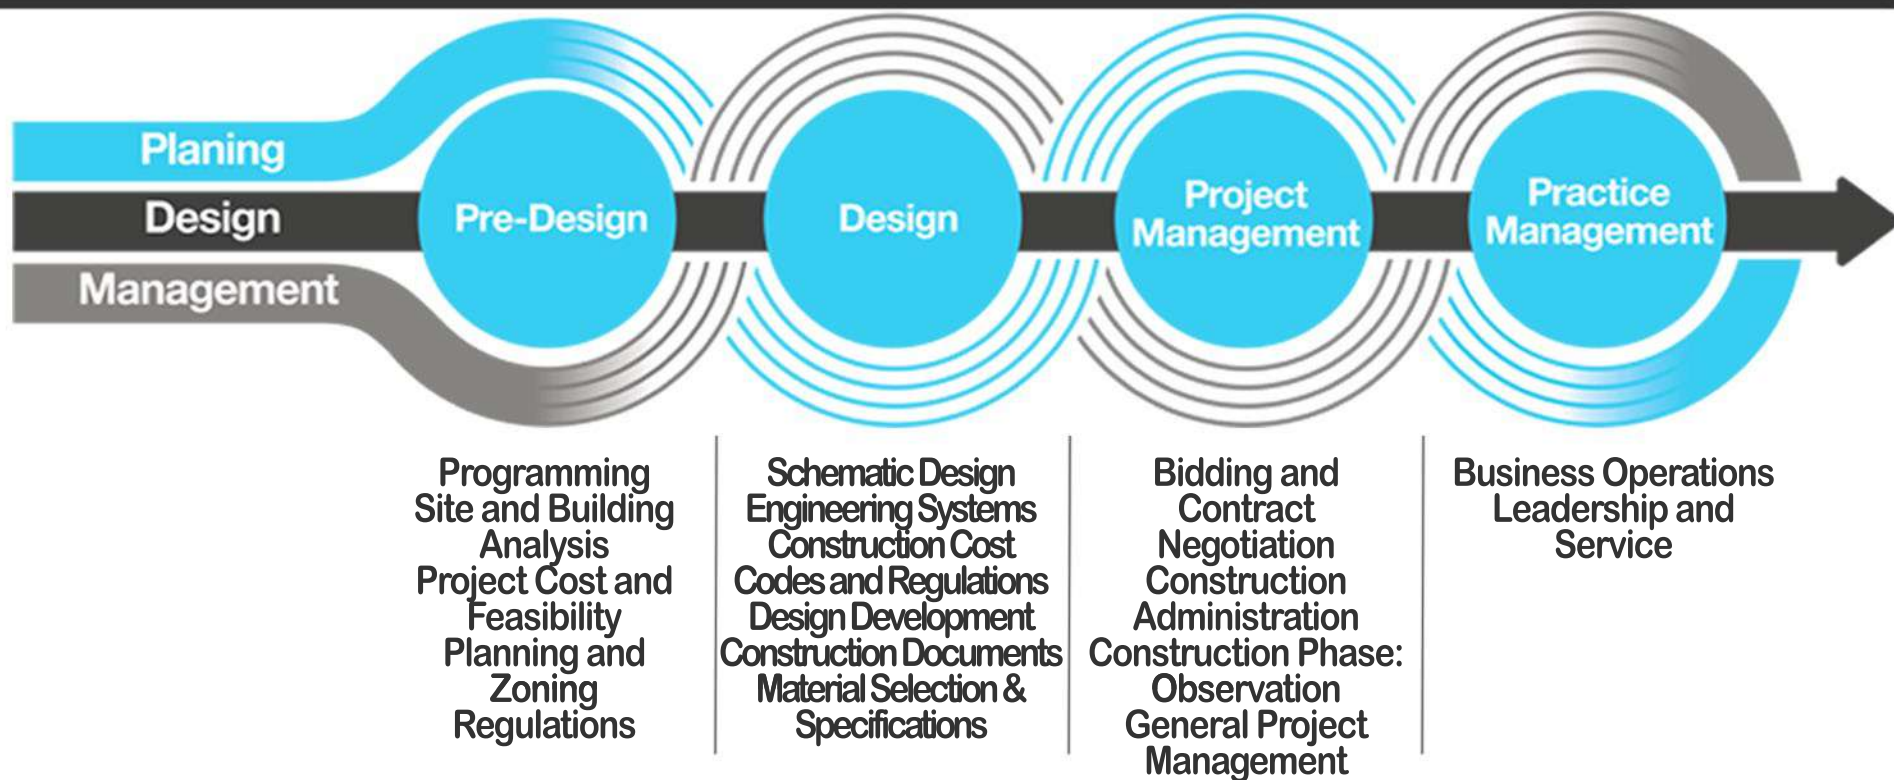 Planing
Design
Management
Pre-Design
Design
Project
Management
Practice
Management
Programming
Site and Building
Analysis
Project Cost and
Feasibility
Planning and
Zoning
Regulations
Schematic Design
Engineering Systems
Construction Cost
Codes and Regulations
Design Development
Construction Documents
Material Selection &
Specifications
Bidding and
Contract
Negotiation
Construction
Administration
Construction Phase:
Observation
General Project
Management
Business Operations
Leadership and
Service